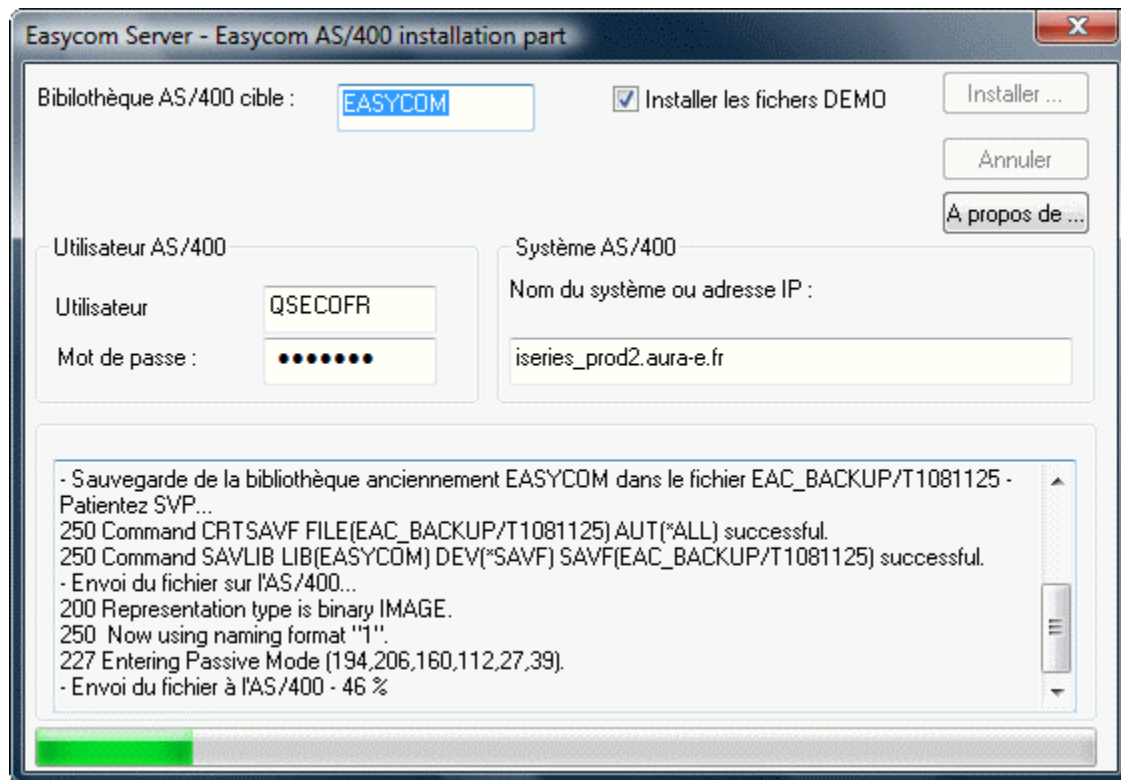 Easycom Server - Easycom AS/400 installation part
Bibilothèque AS/400 cible :
EASYCOM
Installer les fichers DEMO
Installer ...
Annuler
A propos de ...
Utilisateur AS/400
Utilisateur
QSECOFR
Mot de passe :
●●●●●●●
Système AS/400
Nom du système ou adresse IP :
iseries_prod2.aura-e.fr
- Sauvegarde de la bibliothèque anciennement EASYCOM dans le fichier EAC_BACKUP/T1081125 -
Patientez SVP...
250 Command CRTSAVF FILE(EAC_BACKUP/T1081125) AUT(*ALL) successful.
250 Command SAVLIB LIB(EASYCOM) DEV(*SAVF) SAVF(EAC_BACKUP/T1081125) successful.
- Envoi du fichier sur l'AS/400...
200 Representation type is binary IMAGE.
250  Now using naming format "1".
227 Entering Passive Mode (194,206,160,112,27,39).
- Envoi du fichier à l'AS/400 - 46 %